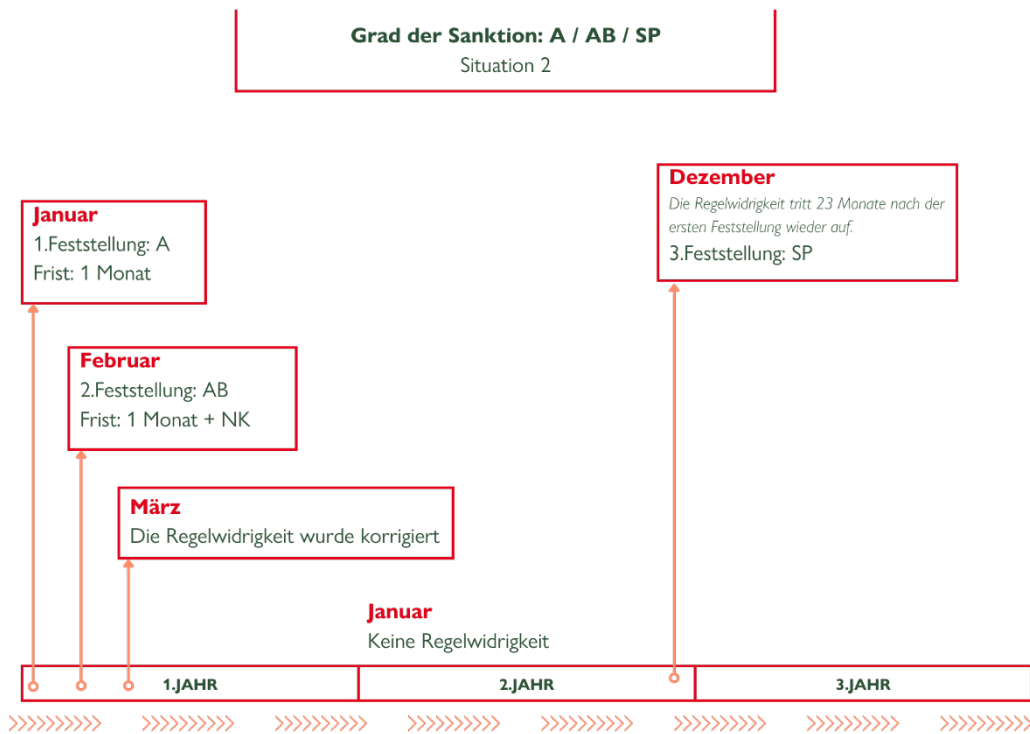 Grad der Sanktion: A / AB / SP
Situation 2
Januar
1.Feststellung: A
Frist: 1 Monat
Februar
2.Feststellung: AB
Frist: 1 Monat + NK
März
Die Regelwidrigkeit wurde korrigiert
Januar
Keine Regelwidrigkeit
Dezember
Die Regelwidrigkeit tritt 23 Monate nach der
ersten Feststellung wieder auf.
3.Feststellung: SP
1.JAHR
2.JAHR
3.JAHR